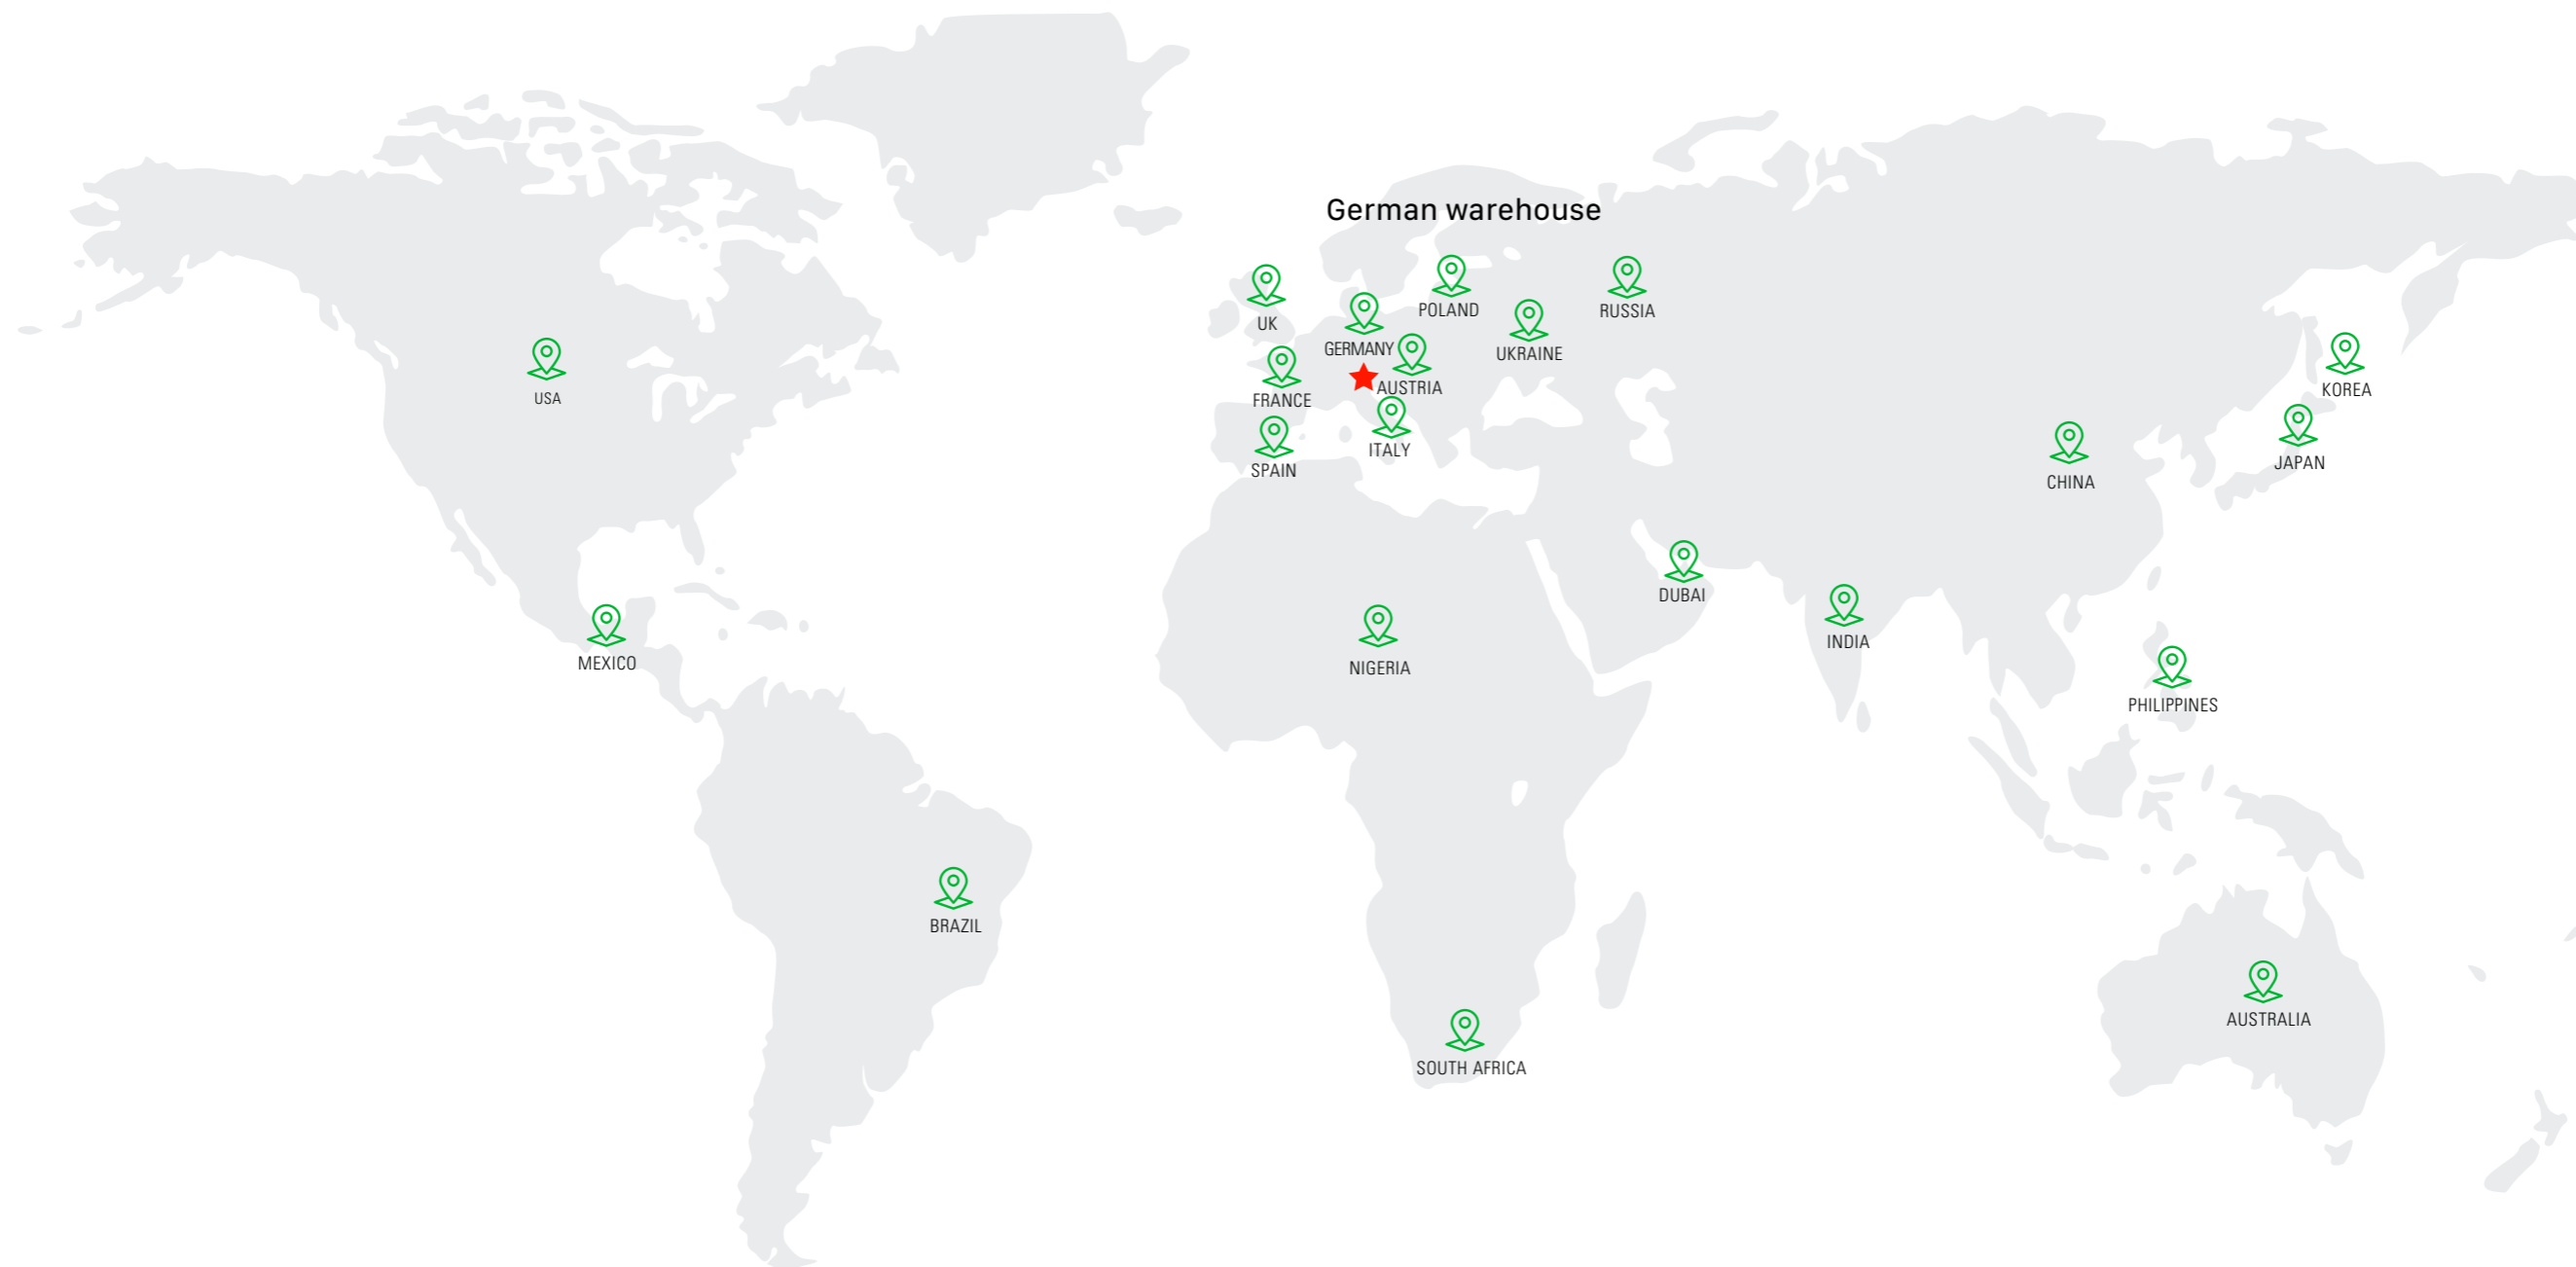 German warehouse
POLAND
RUSSIA
UK
GERMANY
UKRAINE
AUSTRIA
KOREA
USA
FRANCE
ITALY
JAPAN
SPAIN
CHINA
DUBAI
INDIA
MEXICO
NIGERIA
PHILIPPINES
BRAZIL
AUSTRALIA
SOUTH AFRICA